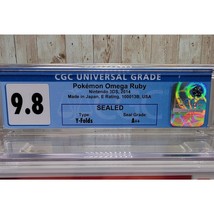 CGC UNIVERSAL GRADE
9.8
Pokémon Omega Ruby
Nintendo 3DS, 2014
Made in Japan, E Rating, 100613B, USA
SEALED
Type
Seal Grade
Y-Folds
A++